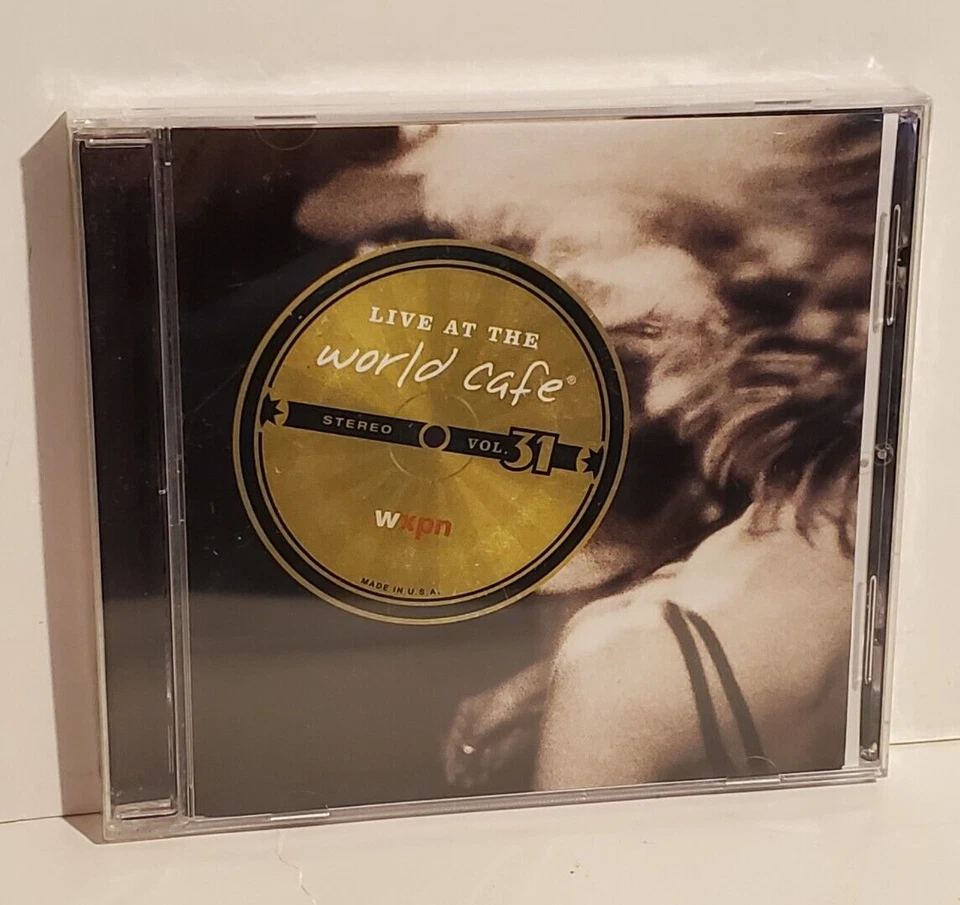 LIVE AT THE
world cafe®
STEREO VOL. 31
wxpn
MADE IN U.S.A.